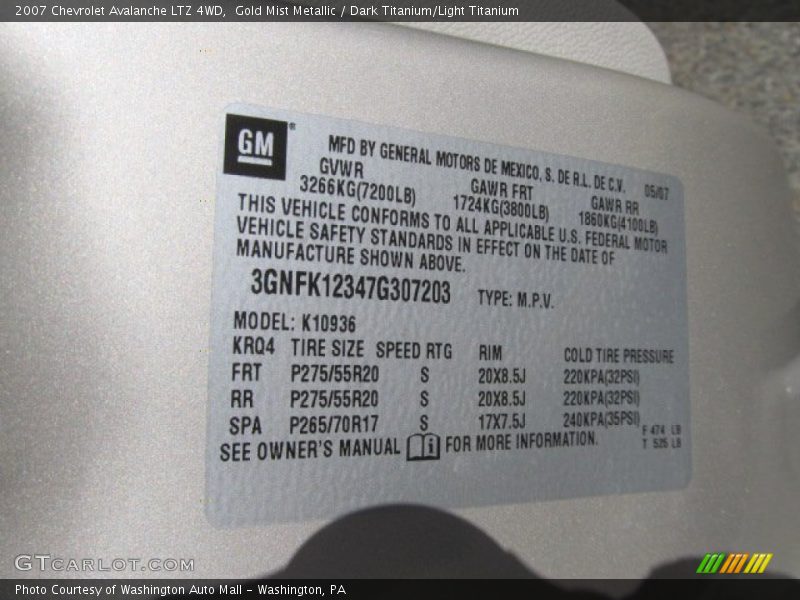 2007 Chevrolet Avalanche LTZ 4WD, Gold Mist Metallic / Dark Titanium/Light Titanium
GM®
MFD BY GENERAL MOTORS DE MEXICO, S. DE R.L. DE C.V. 05/07
GVWR GAWR FRT GAWR RR
3266KG(7200LB) 1724KG(3800LB) 1860KG(4100LB)
THIS VEHICLE CONFORMS TO ALL APPLICABLE U.S. FEDERAL MOTOR
VEHICLE SAFETY STANDARDS IN EFFECT ON THE DATE OF
MANUFACTURE SHOWN ABOVE.
3GNFK12347G307203 TYPE: M.P.V.
MODEL: K10936
KRQ4 TIRE SIZE SPEED RTG RIM COLD TIRE PRESSURE
FRT P275/55R20 S 20X8.5J 220KPA(32PSI)
RR P275/55R20 S 20X8.5J 220KPA(32PSI)
SPA P265/70R17 S 17X7.5J 240KPA(35PSI)
F 474 LB
T 525 LB
SEE OWNER'S MANUAL FOR MORE INFORMATION.
GTCARLOT.COM
Photo Courtesy of Washington Auto Mall - Washington, PA